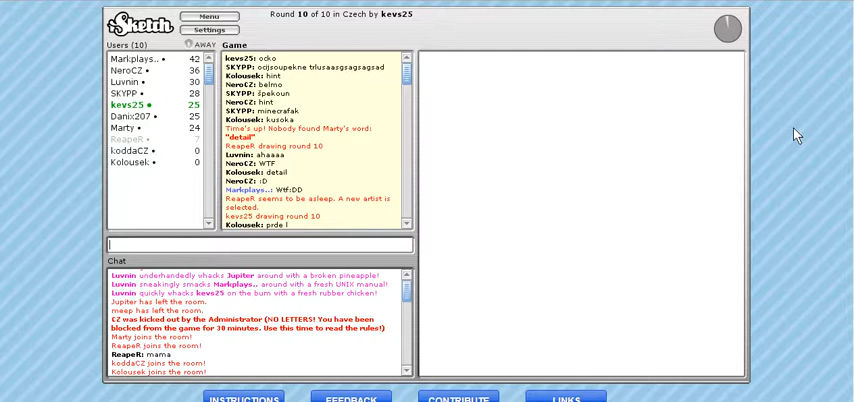 iSketch
Menu
Settings
Round 10 of 10 in Czech by kevs25
Users (10)
AWAY
Game
Markplays.. • 42
NeroCZ • 36
Luvnin • 30
SKYPP • 28
kevs25 • 25
Danix207 • 25
Marty • 24
ReapeR • 7
koddaCZ • 0
Kolousek • 0
kevs25: ocko
SKYPP: ocijsoupekne trlusaasgsagsagsad
Kolousek: hint
NeroCZ: belmo
SKYPP: špekoun
NeroCZ: hint
SKYPP: minecrafak
Kolousek: kusoka
Time's up! Nobody found Marty's word:
"detail"
ReapeR drawing round 10
Luvnin: ahaaaa
NeroCZ: WTF
Kolousek: detail
NeroCZ: :D
Markplays..: Wtf:DD
ReapeR seems to be asleep. A new artist is
selected.
kevs25 drawing round 10
Kolousek: prde l
Chat
Luvnin underhandedly whacks Jupiter around with a broken pineapple!
Luvnin sneakingly smacks Markplays.. around with a fresh UNIX manual!
Luvnin quickly whacks kevs25 on the bum with a fresh rubber chicken!
Jupiter has left the room.
meep has left the room.
CZ was kicked out by the Administrator (NO LETTERS! You have been
blocked from the game for 30 minutes. Use this time to read the rules!)
Marty joins the room!
ReapeR joins the room!
ReapeR: mama
koddaCZ joins the room!
Kolousek joins the room!
INSTRUCTIONS
FEEDBACK
CONTRIBUTE
LINKS